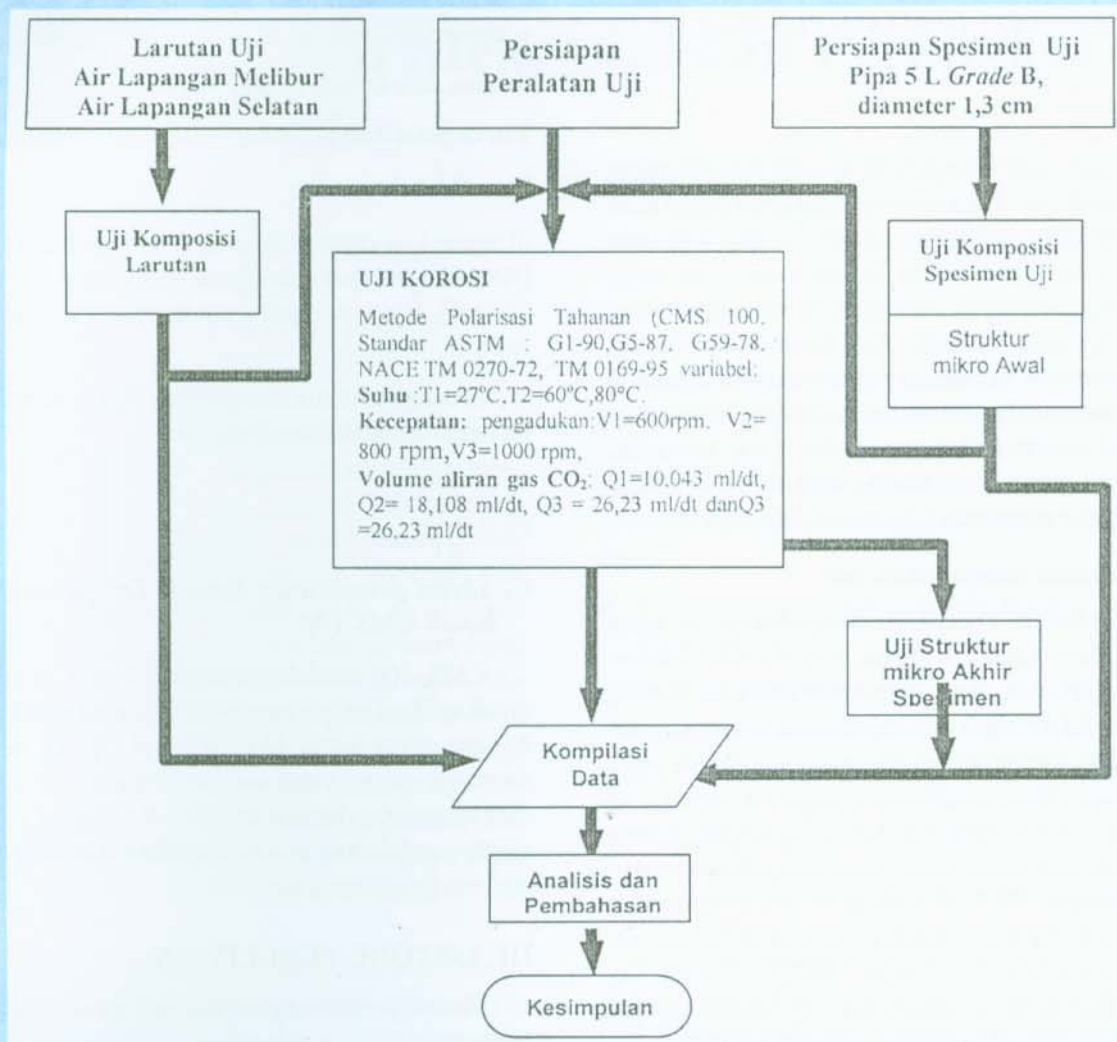 Larutan Uji
Air Lapangan Melibur
Air Lapangan Selatan
Persiapan
Peralatan Uji
Persiapan Spesimen Uji
Pipa 5 L Grade B,
diameter 1,3 cm
Uji Komposisi
Larutan
Uji Komposisi
Spesimen Uji
Struktur
mikro Awal
UJI KOROSI
Metode Polarisasi Tahanan (CMS 100.
Standar ASTM : G1-90,G5-87. G59-78.
NACE TM 0270-72, TM 0169-95 variabel:
Suhu :T1=27°C,T2=60°C,80°C.
Kecepatan: pengadukan:V1=600rpm. V2=
800 rpm,V3=1000 rpm,
Volume aliran gas CO₂: Q1=10.043 ml/dt,
Q2= 18,108 ml/dt, Q3 = 26,23 ml/dt danQ3
=26,23 ml/dt
Uji Struktur
mikro Akhir
Spesimen
Kompilasi
Data
Analisis dan
Pembahasan
Kesimpulan